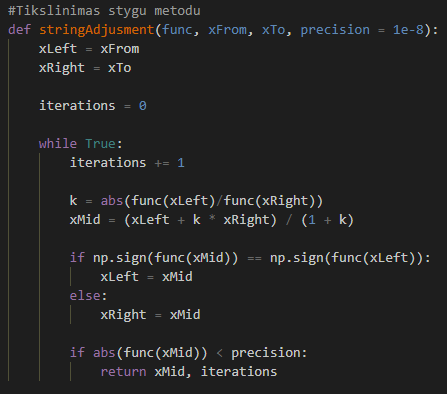 #Tikslinimas stygu metodu
def stringAdjusment(func, xFrom, xTo, precision = 1e-8):
    xLeft = xFrom
    xRight = xTo

    iterations = 0

    while True:
        iterations += 1

        k = abs(func(xLeft)/func(xRight))
        xMid = (xLeft + k * xRight) / (1 + k)

        if np.sign(func(xMid)) == np.sign(func(xLeft)):
            xLeft = xMid
        else:
            xRight = xMid

        if abs(func(xMid)) < precision:
            return xMid, iterations